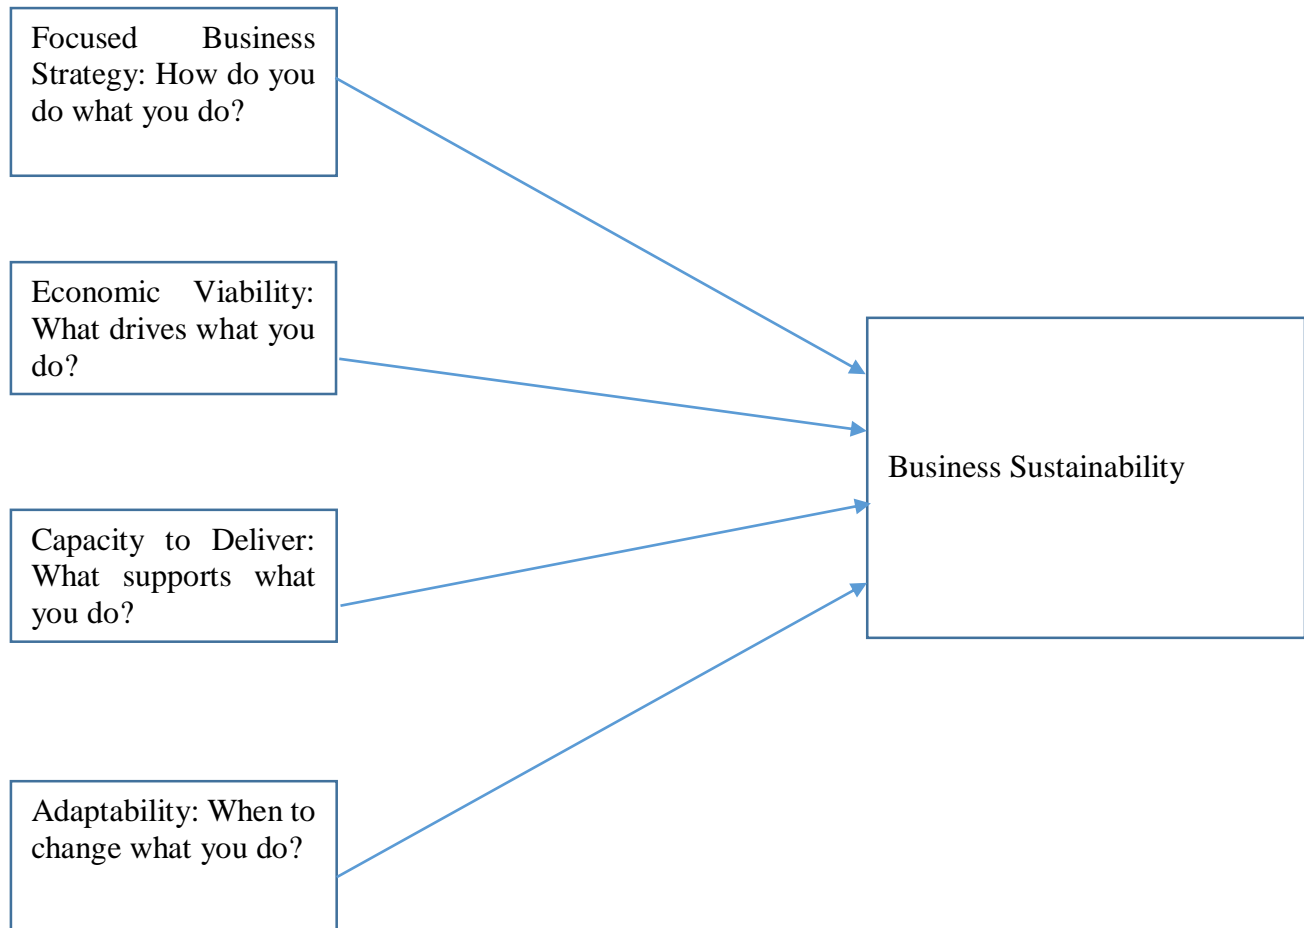 Focused Business
Strategy: How do you
do what you do?
Economic Viability:
What drives what you
do?
Business Sustainability
Capacity to Deliver:
What supports what
you do?
Adaptability: When to
change what you do?